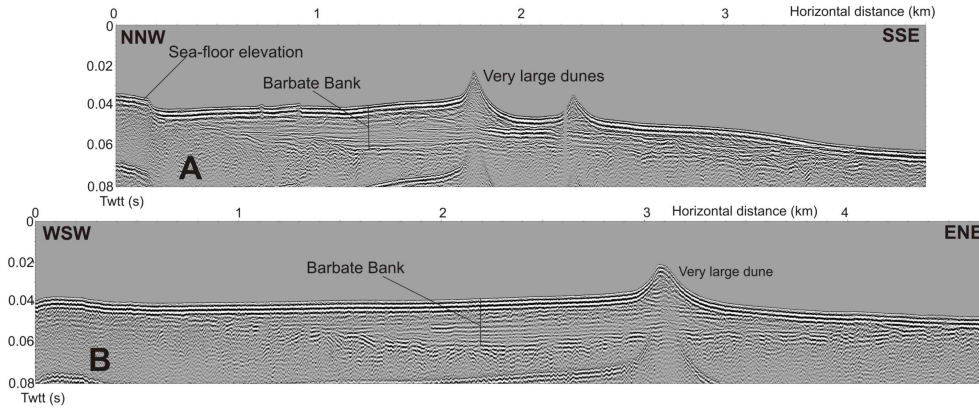 0 1 2 3 Horizontal distance (km)
NNW SSE
Sea-floor elevation
0.02
Barbate Bank Very large dunes
0.04
0.06
A
0.08
Twtt (s)
0 1 2 3 Horizontal distance (km) 4
0
WSW ENE
0.02
Barbate Bank Very large dune
0.04
0.06
B
0.08
Twtt (s)